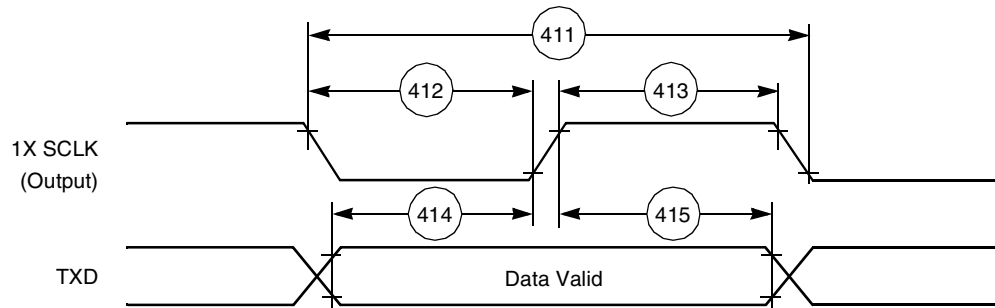 411
412
413
1X SCLK
(Output)
414
415
TXD
Data Valid